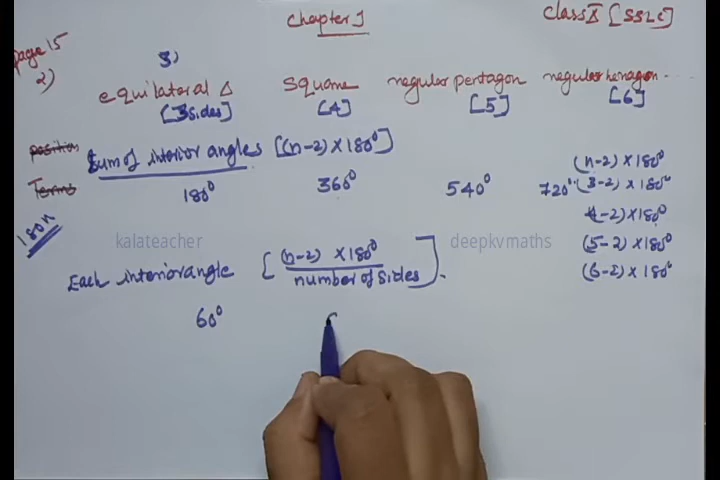 Chapter 1
Class X [SSLC]
page 15
2)
3)
equilateral Δ square regular pentagon regular hexagon ....
[3 sides] [4] [5] [6]
position
Sum of interior angles [(n-2) × 180°]
Terms
180° 360° 540° 720°
(n-2) × 180°
(3-2) × 180°
(4-2) × 180°
(5-2) × 180°
(6-2) × 180°
180n
kalateacher deepkvmaths
Each interior angle [(n-2) × 180° / number of sides].
60°